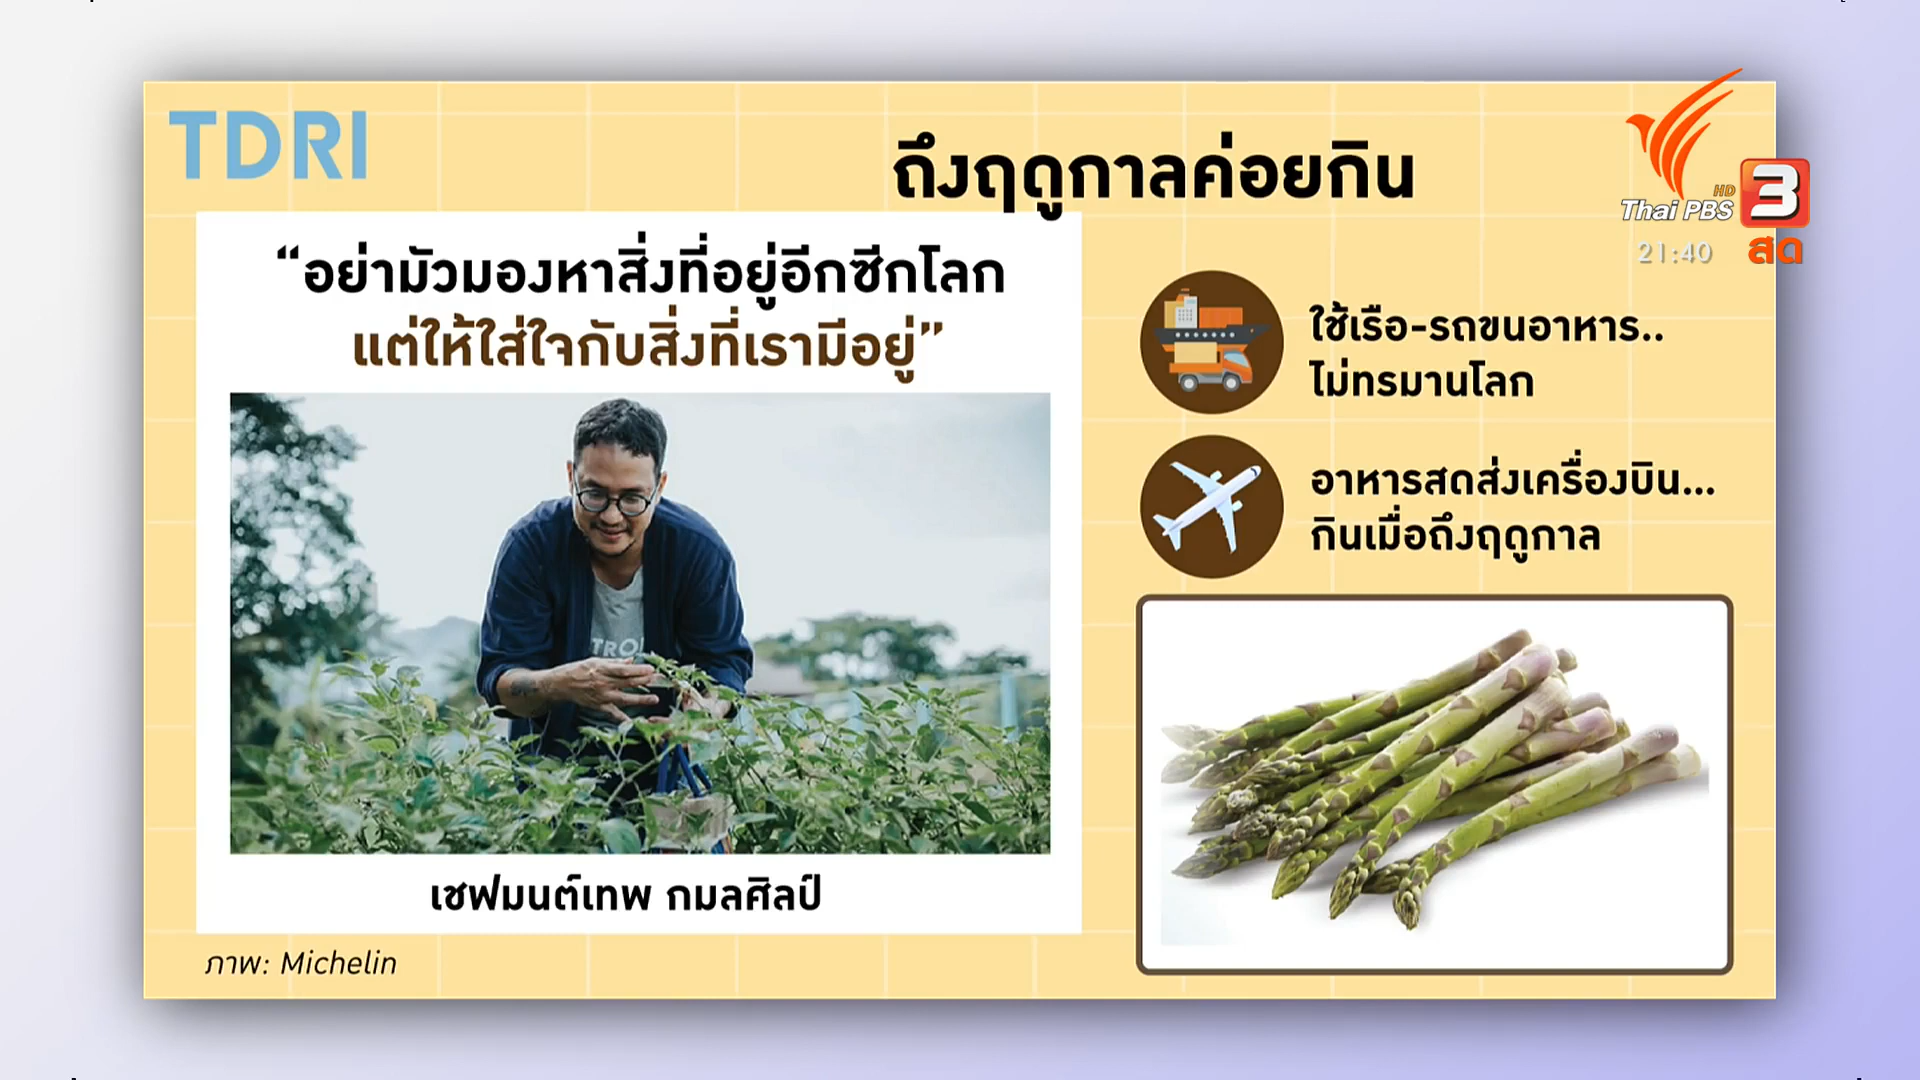 TDRI
ถึงฤดูกาลค่อยกิน
“อย่ามัวมองหาสิ่งที่อยู่อีกซีกโลก
แต่ให้ใส่ใจกับสิ่งที่เรามีอยู่”
TRO
เชฟมนต์เทพ กมลศิลป์
ภาพ: Michelin
ใช้เรือ-รถขนอาหาร..
ไม่ทรมานโลก
อาหารสดส่งเครื่องบิน...
กินเมื่อถึงฤดูกาล
HD
Thai PBS 3
21:40 สด